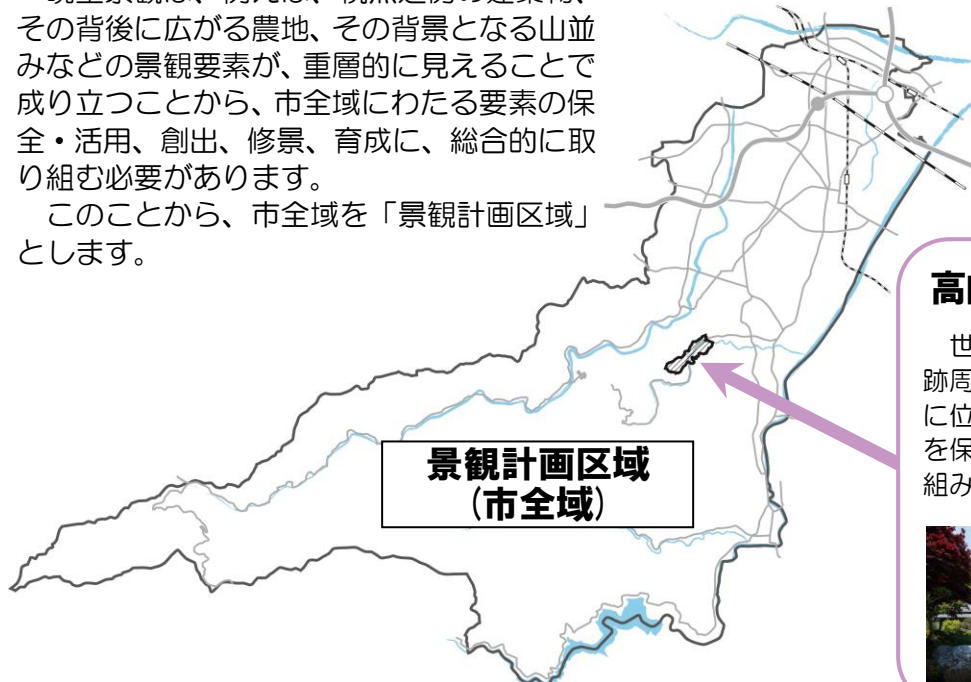 その背後に広がる農地、その背景となる山並
みなどの景観要素が、重層的に見えることで
成り立つことから、市全域にわたる要素の保
全・活用、創出、修景、育成に、総合的に取
り組む必要があります。
このことから、市全域を「景観計画区域」
とします。
景観計画区域
(市全域)
高
世
跡周
に位
を保
組み